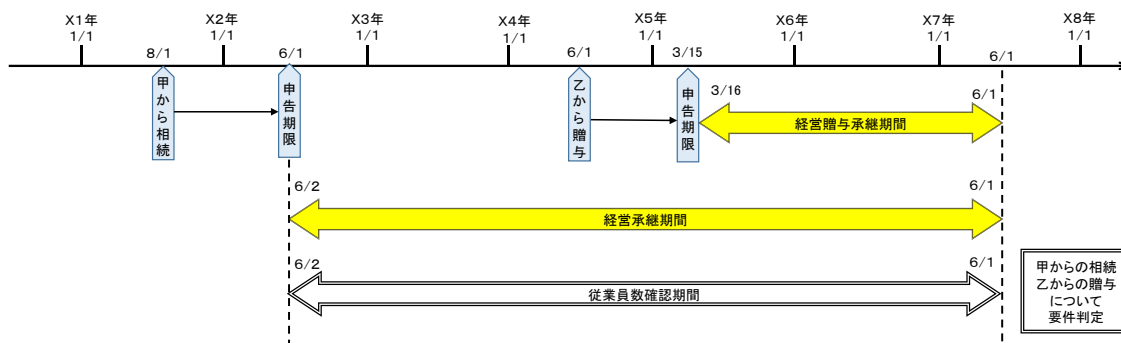 X1年
1/1
X2年
1/1
X3年
1/1
X4年
1/1
X5年
1/1
X6年
1/1
X7年
1/1
X8年
1/1
8/1
6/1
6/1
3/15
6/1
甲から相続
申告期限
乙から贈与
申告期限
3/16
6/1
経営贈与承継期間
6/2
6/1
経営承継期間
6/2
6/1
従業員数確認期間
甲からの相続
乙からの贈与
について
要件判定